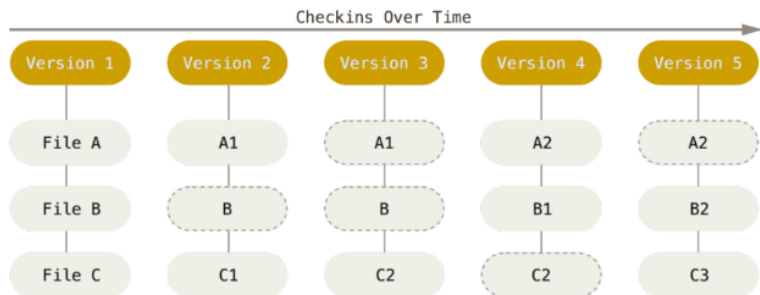 Checkins Over Time
Version 1 Version 2 Version 3 Version 4 Version 5
File A A1 A1 A2 A2
File B B B B1 B2
File C C1 C2 C2 C3